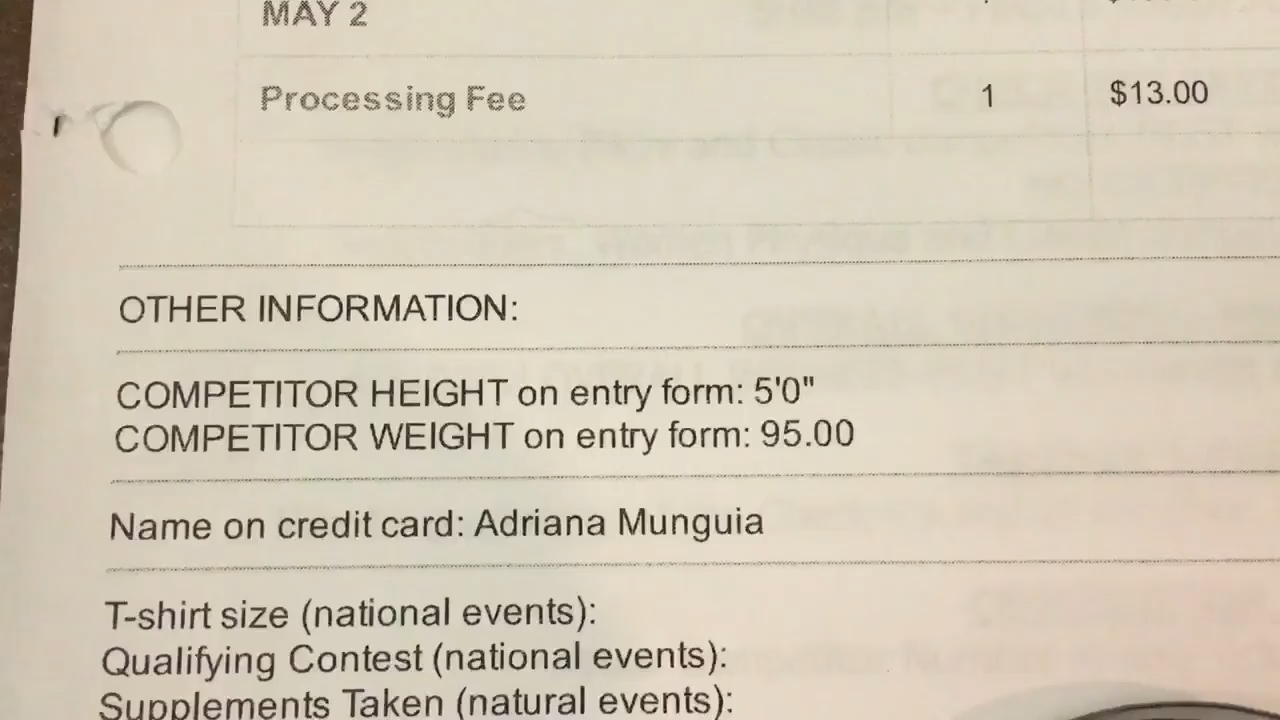 MAY 2
Processing Fee 1 $13.00
OTHER INFORMATION:
COMPETITOR HEIGHT on entry form: 5'0"
COMPETITOR WEIGHT on entry form: 95.00
Name on credit card: Adriana Munguia
T-shirt size (national events):
Qualifying Contest (national events):
Supplements Taken (natural events):